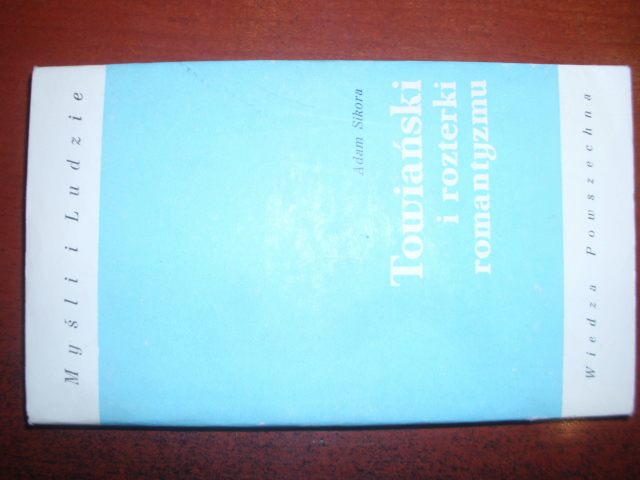 Myśli i Ludzie
Adam Sikora
Towiański
i rozterki
romantyzmu
Wiedza Powszechna